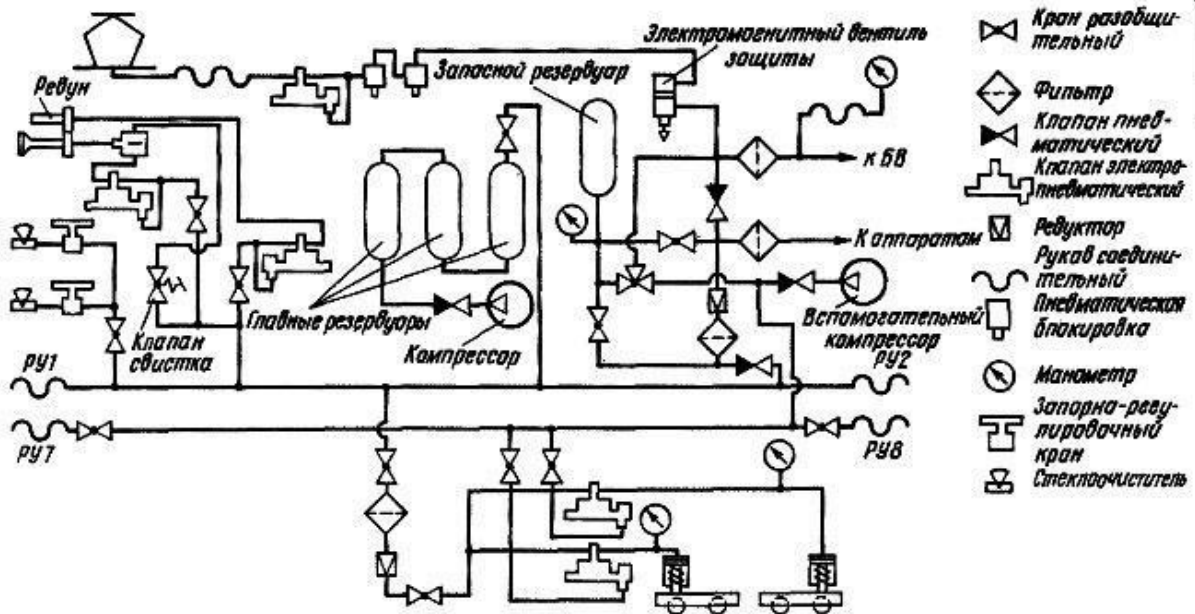 Ревун
Запасной резервуар
Электромагнитный вентиль
защиты
к БВ
К аппаратам
Главные резервуары
Компрессор
Клапан
свистка
Вспомогательный
компрессор
РУ1
РУ2
РУ7
РУ8
Кран разобщи-
тельный
Фильтр
Клапан пнев-
матический
Клапан электро-
пневматический
Редуктор
Рукав соедини-
тельный
Пневматическая
блокировка
Манометр
Запорно-регу-
лировочный
кран
Стеклоочиститель